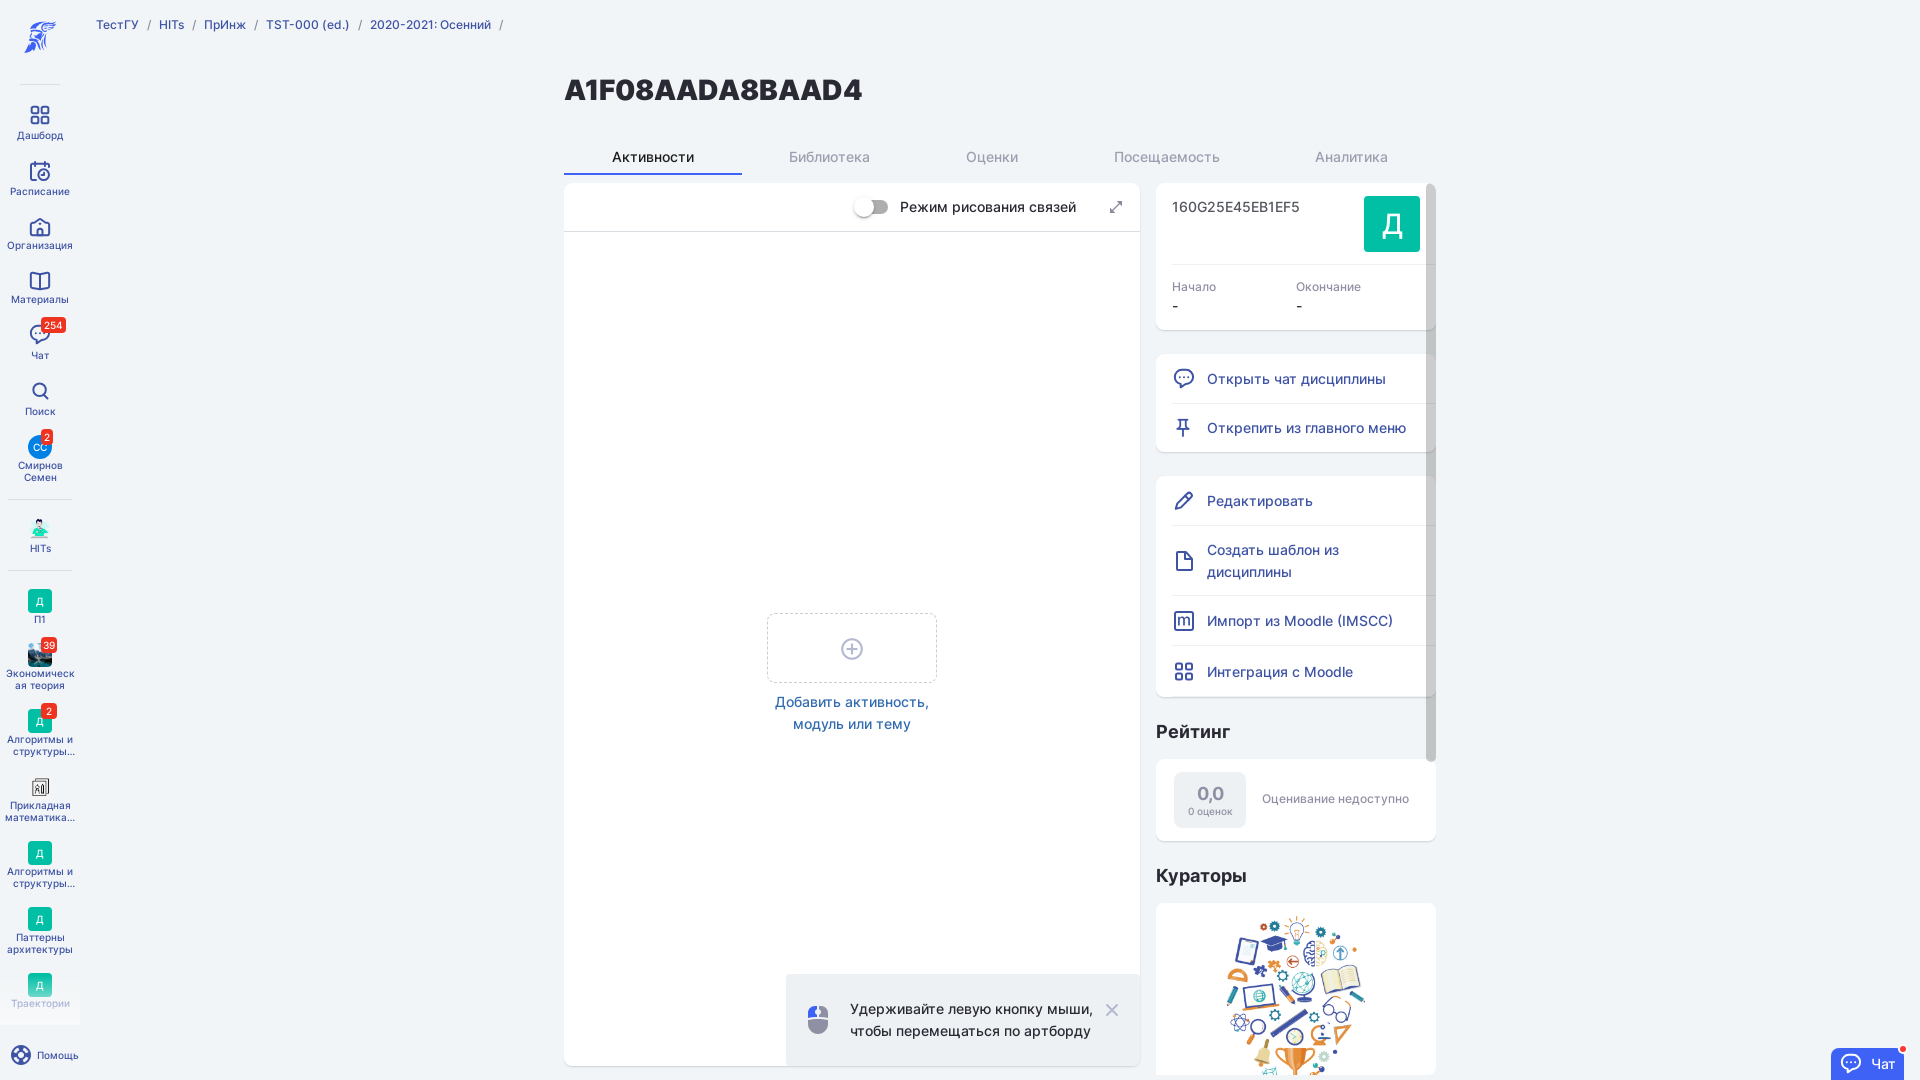 ТестГУ / HITs / ПрИнж / TST-000 (ed.) / 2020-2021: Осенний /
A1F08AADA8BAAD4
Дашборд
Расписание
Организация
Материалы
254
Чат
Поиск
СС
2
Смирнов
Семен
HITs
Д
П1
39
Экономическ
ая теория
Д
2
Алгоритмы и
структуры...
Прикладная
математика...
Д
Алгоритмы и
структуры...
Д
Паттерны
архитектуры
Д
Траектории
Помощь
Активности
Библиотека
Оценки
Посещаемость
Аналитика
Режим рисования связей
Добавить активность,
модуль или тему
Удерживайте левую кнопку мыши,
чтобы перемещаться по артборду
160G25E45EB1EF5
Д
Начало
-
Окончание
-
Открыть чат дисциплины
Открепить из главного меню
Редактировать
Создать шаблон из
дисциплины
m
Импорт из Moodle (IMSCC)
Интеграция с Moodle
Рейтинг
0,0
0 оценок
Оценивание недоступно
Кураторы
Чат